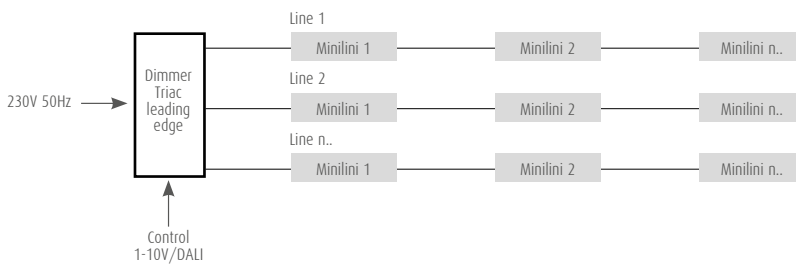 Line 1
Minilini 1
Minilini 2
Minilini n..
Line 2
Minilini 1
Minilini 2
Minilini n..
Line n..
Minilini 1
Minilini 2
Minilini n..
230V 50Hz
Dimmer
Triac
leading
edge
Control
1-10V/DALI